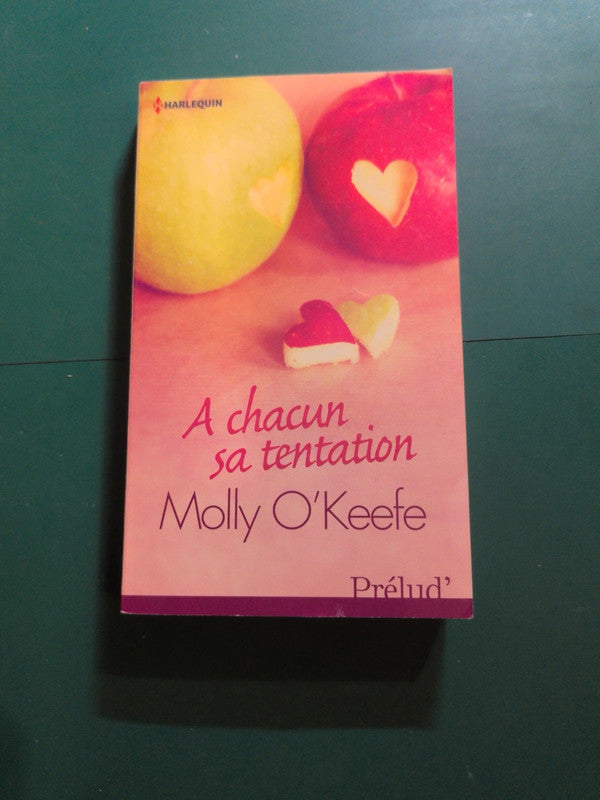 HARLEQUIN
A chacun
sa tentation
Molly O'Keefe
Prélud'